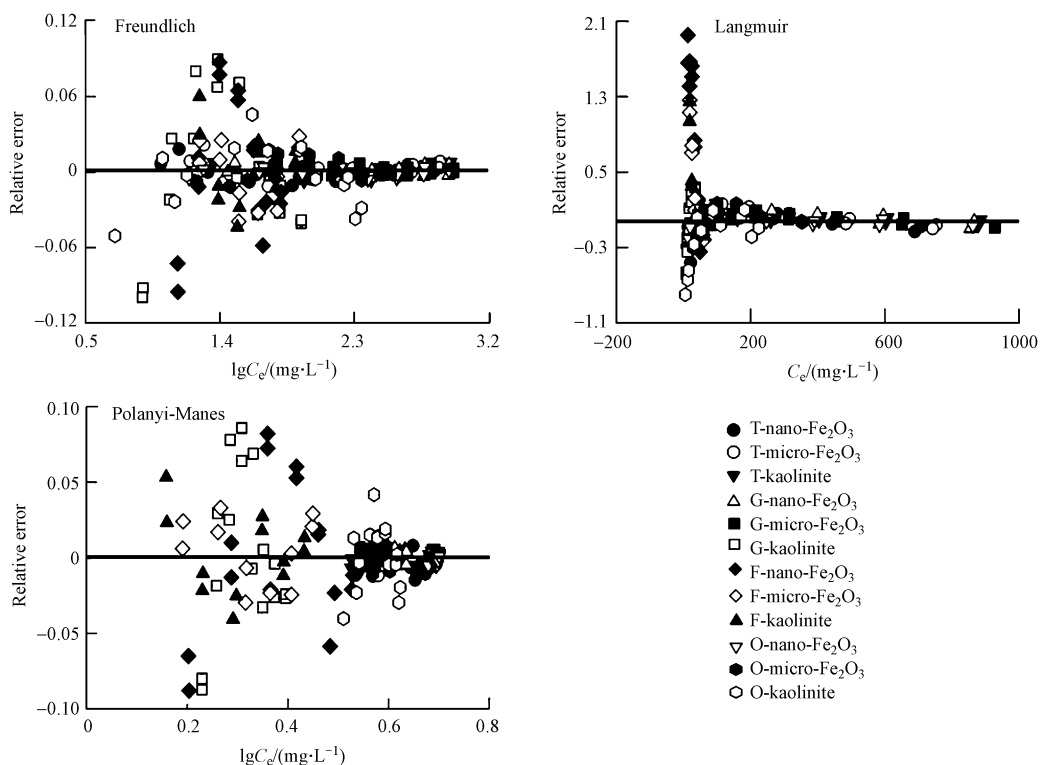 Freundlich
0.12
0.06
0
−0.06
−0.12
Relative error
0.5
1.4
2.3
3.2
lgCₑ/(mg·L⁻¹)
Langmuir
2.1
1.3
0.5
−0.3
−1.1
Relative error
−200
200
600
1000
Cₑ/(mg·L⁻¹)
Polanyi-Manes
0.10
0.05
0
−0.05
−0.10
Relative error
0
0.2
0.4
0.6
0.8
lgCₑ/(mg·L⁻¹)
T-nano-Fe₂O₃
T-micro-Fe₂O₃
T-kaolinite
G-nano-Fe₂O₃
G-micro-Fe₂O₃
G-kaolinite
F-nano-Fe₂O₃
F-micro-Fe₂O₃
F-kaolinite
O-nano-Fe₂O₃
O-micro-Fe₂O₃
O-kaolinite